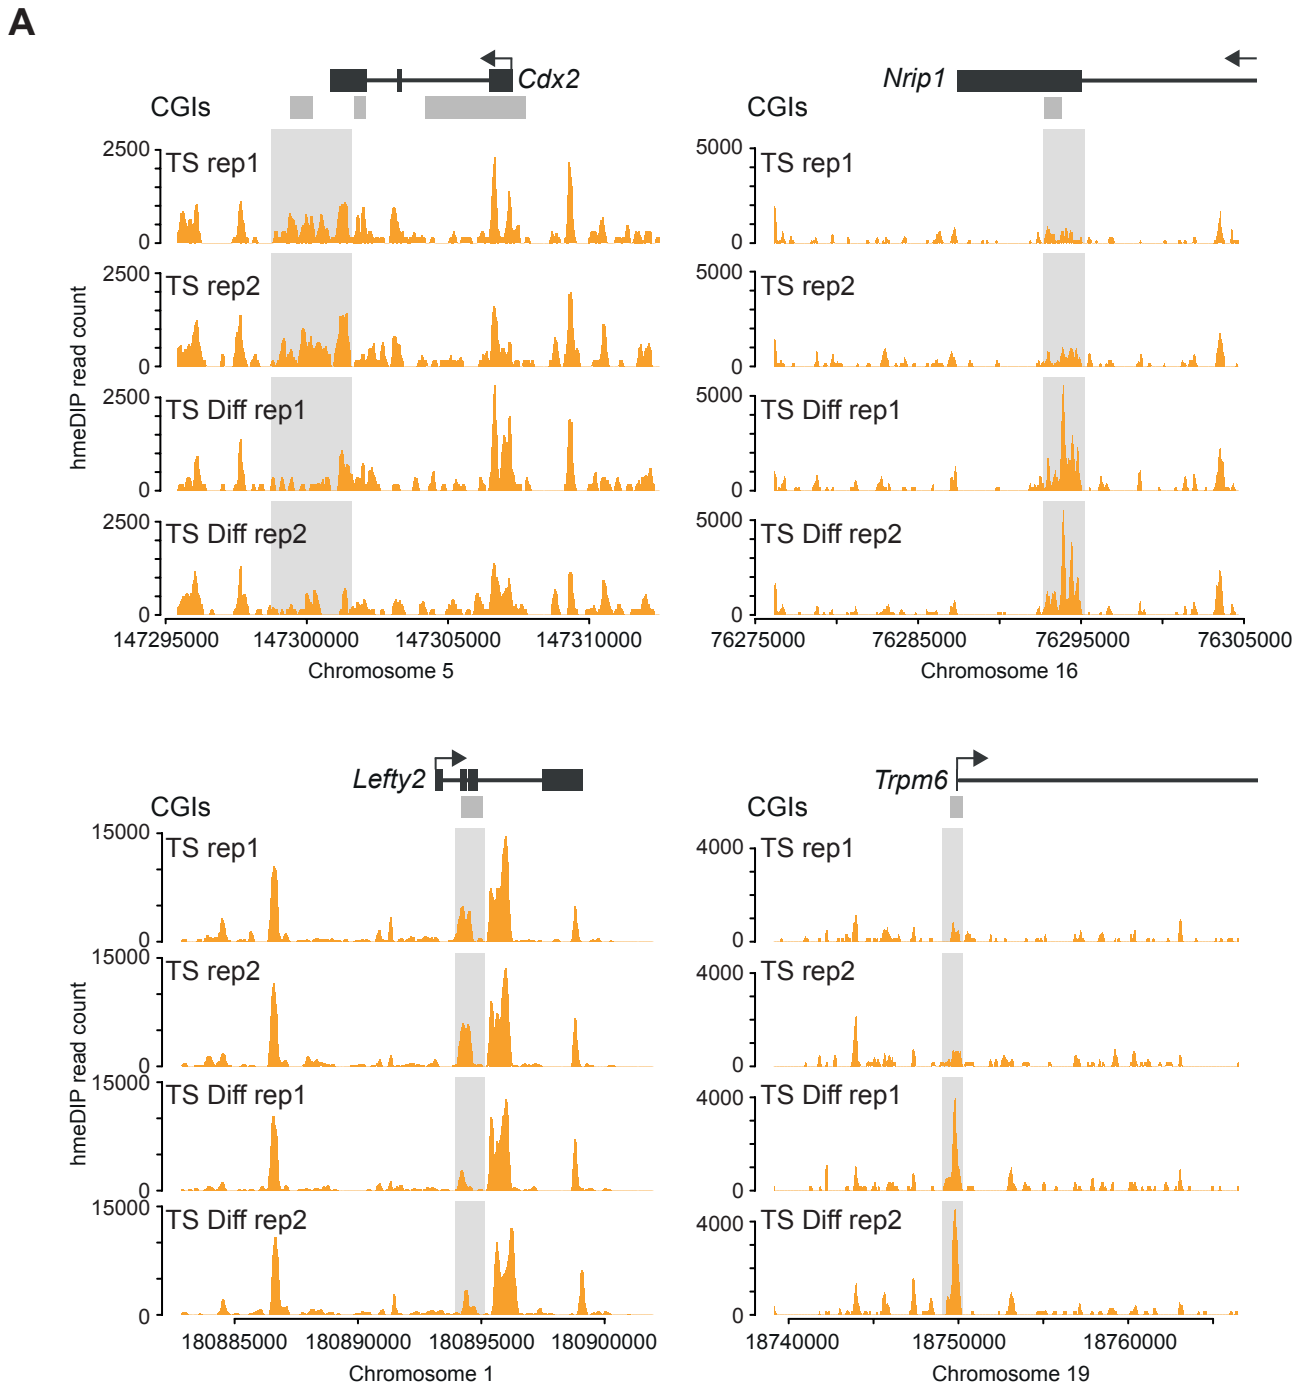 A
Cdx2
CGIs
2500
TS rep1
0
2500
TS rep2
0
2500
TS Diff rep1
0
2500
TS Diff rep2
0
hmeDIP read count
147295000 147300000 147305000 147310000
Chromosome 5
Nrip1
CGIs
5000
TS rep1
0
5000
TS rep2
0
5000
TS Diff rep1
0
5000
TS Diff rep2
0
76275000 76285000 76295000 76305000
Chromosome 16
Lefty2
CGIs
15000
TS rep1
0
15000
TS rep2
0
15000
TS Diff rep1
0
15000
TS Diff rep2
0
hmeDIP read count
180885000 180890000 180895000 180900000
Chromosome 1
Trpm6
CGIs
4000
TS rep1
0
4000
TS rep2
0
4000
TS Diff rep1
0
4000
TS Diff rep2
0
18740000 18750000 18760000
Chromosome 19